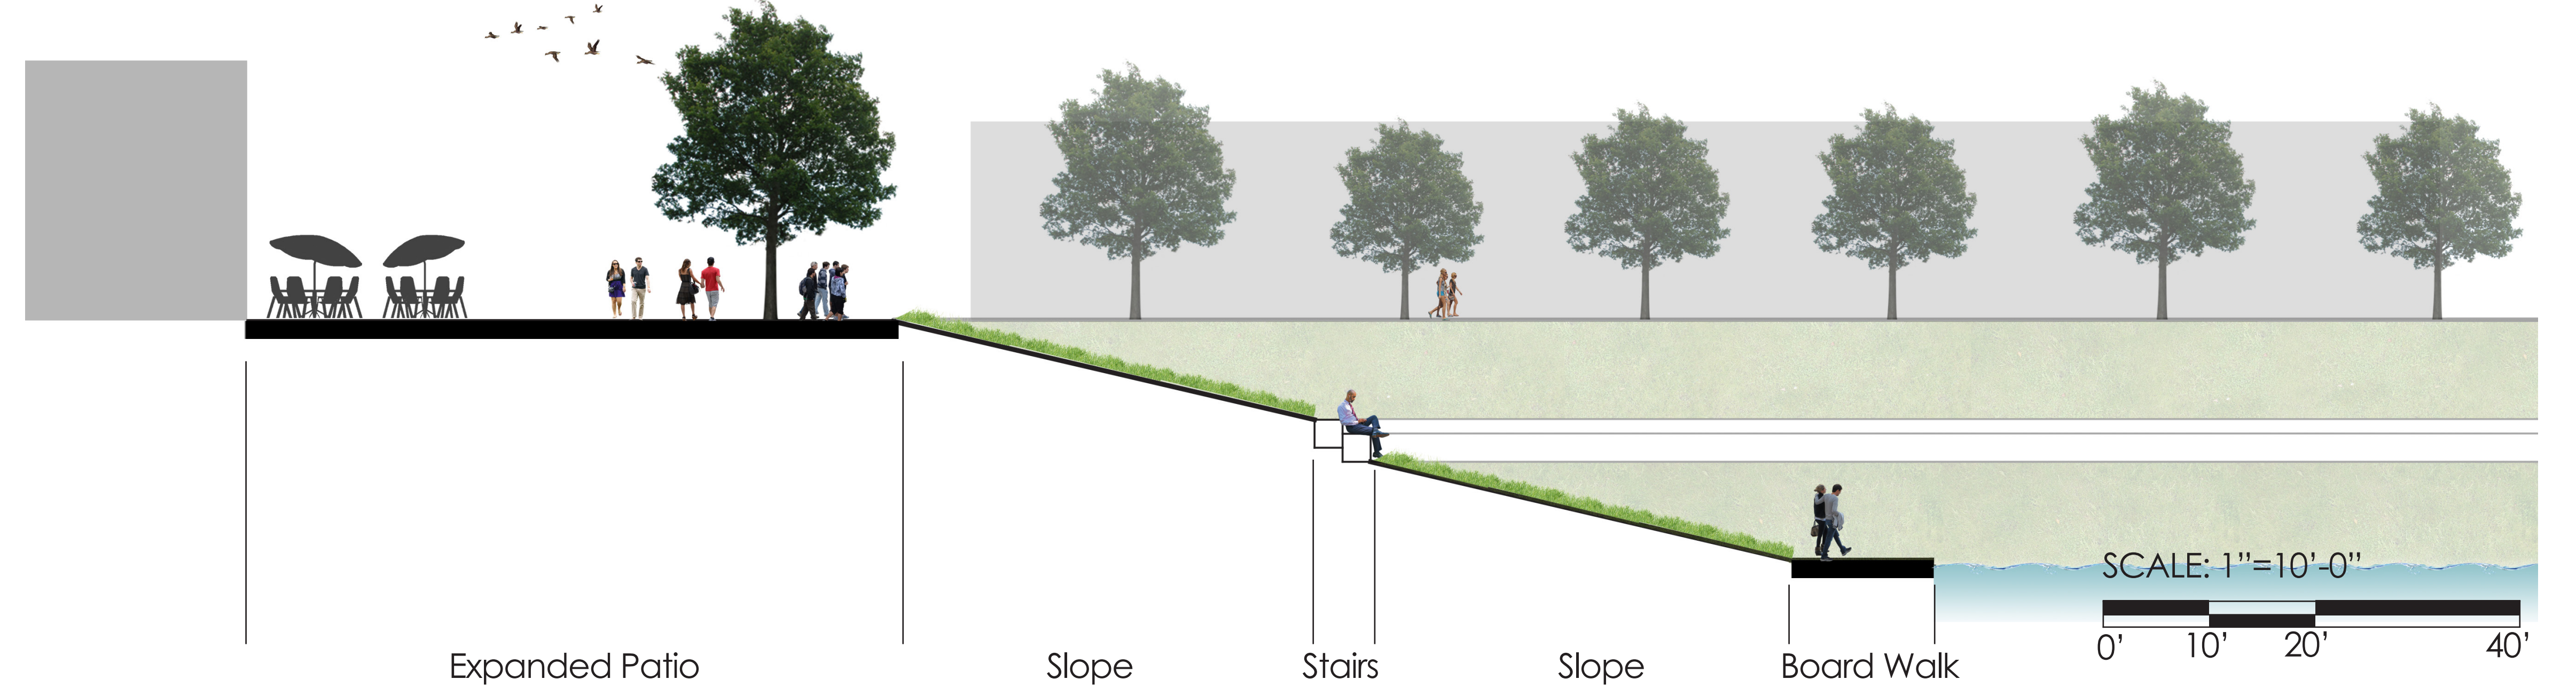 SCALE: 1”=10’-0”
0’ 10’ 20’ 40’
Expanded Patio Slope Stairs Slope Board Walk